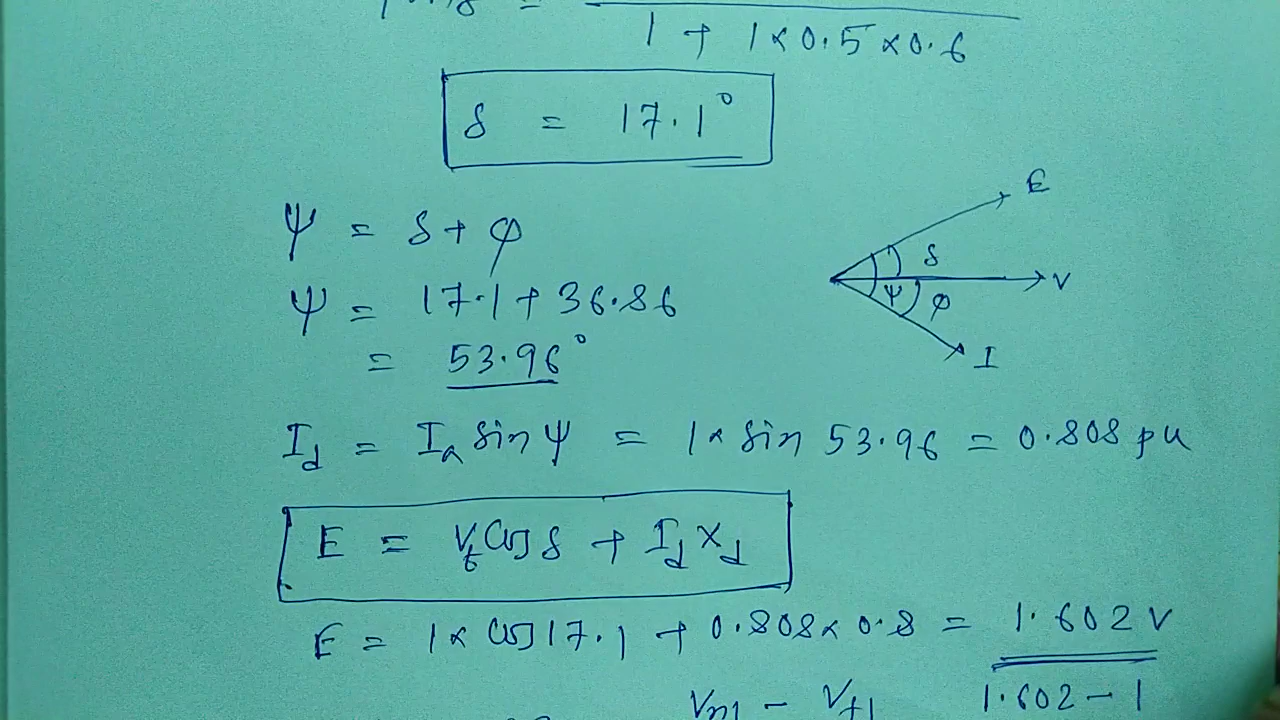 1 + 1×0.5×0.6
δ = 17.1°
ψ = δ + φ
ψ = 17.1 + 36.86
= 53.96°
E
δ
V
ψ φ
I
I_d = I_a sin ψ = 1× sin 53.96 = 0.808 pu
E = V_t cos δ + I_d X_d
E = 1× cos 17.1 + 0.808× 0.8 = 1.602 V
1.602 - 1